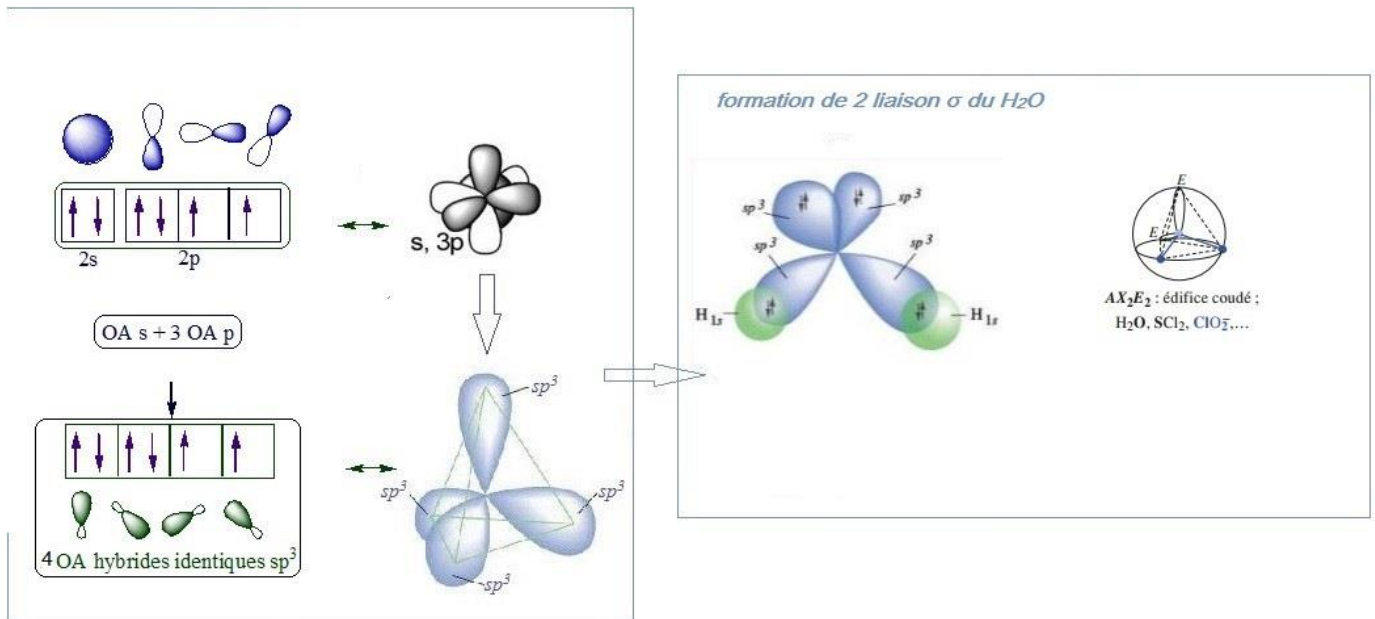 2s
2p
s, 3p
OA s + 3 OA p
sp³
sp³
sp³
sp³
4 OA hybrides identiques sp³
formation de 2 liaison σ du H₂O
sp³
sp³
sp³
sp³
H₁ₛ
H₁ₛ
E
E
AX₂E₂ : édifice coudé ;
H₂O, SCl₂, ClO₂⁻,...